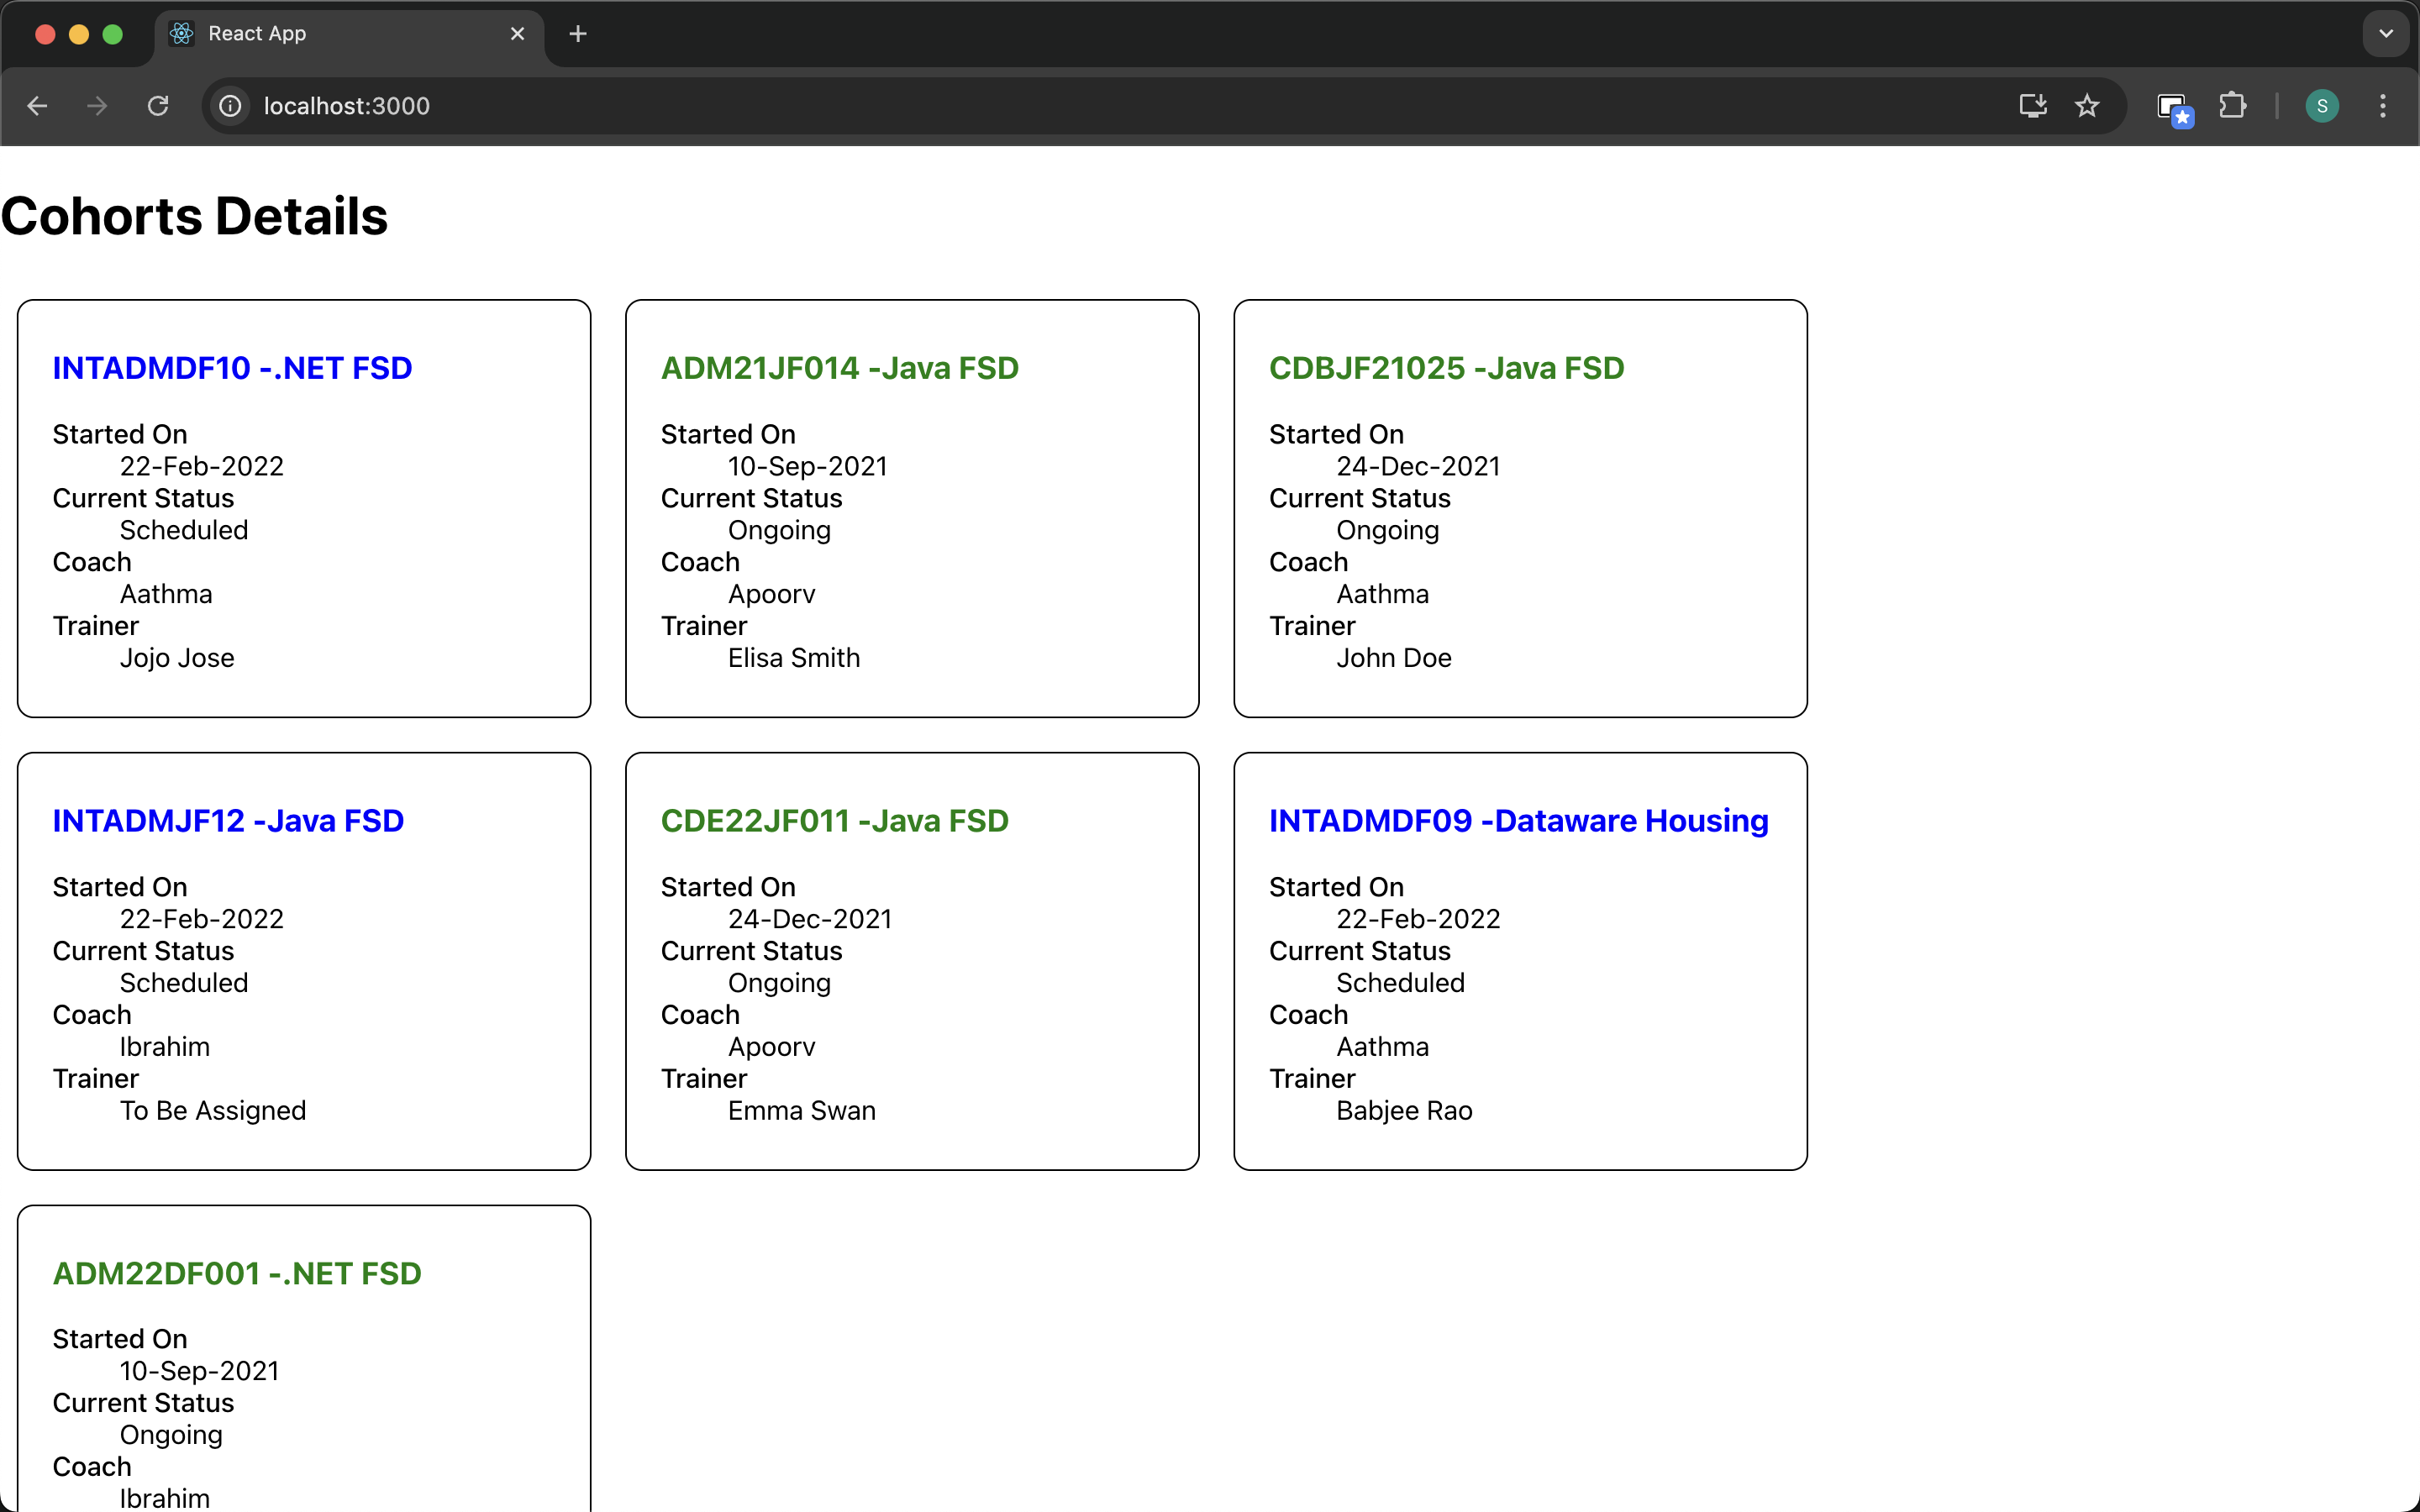 React App
localhost:3000
S
Cohorts Details
INTADMDF10 -.NET FSD
Started On
22-Feb-2022
Current Status
Scheduled
Coach
Aathma
Trainer
Jojo Jose
ADM21JF014 -Java FSD
Started On
10-Sep-2021
Current Status
Ongoing
Coach
Apoorv
Trainer
Elisa Smith
CDBJF21025 -Java FSD
Started On
24-Dec-2021
Current Status
Ongoing
Coach
Aathma
Trainer
John Doe
INTADMJF12 -Java FSD
Started On
22-Feb-2022
Current Status
Scheduled
Coach
Ibrahim
Trainer
To Be Assigned
CDE22JF011 -Java FSD
Started On
24-Dec-2021
Current Status
Ongoing
Coach
Apoorv
Trainer
Emma Swan
INTADMDF09 -Dataware Housing
Started On
22-Feb-2022
Current Status
Scheduled
Coach
Aathma
Trainer
Babjee Rao
ADM22DF001 -.NET FSD
Started On
10-Sep-2021
Current Status
Ongoing
Coach
Ibrahim